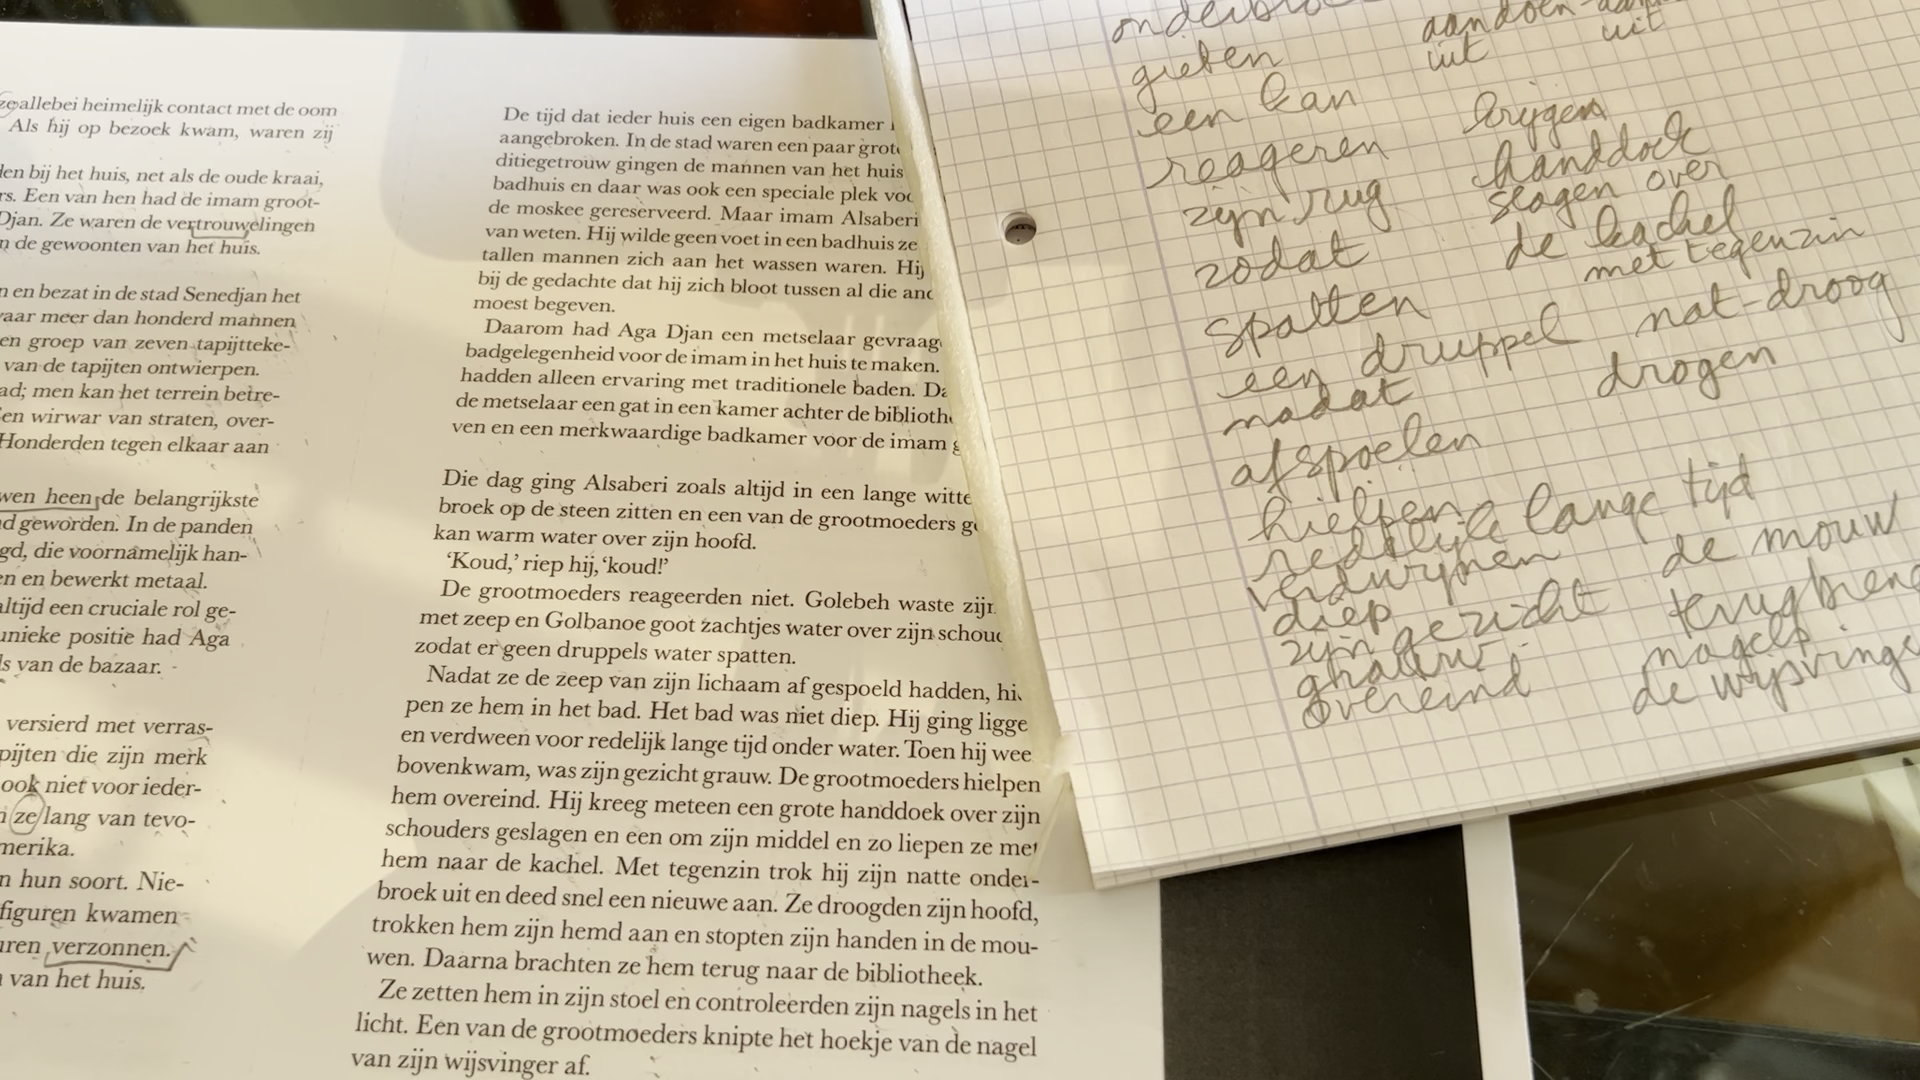 ze allebei heimelijk contact met de oom
Als hij op bezoek kwam, waren zij
den bij het huis, net als de oude kraai,
rs. Een van hen had de imam groot-
Djan. Ze waren de vertrouwelingen
n de gewoonten van het huis.
n en bezat in de stad Senedjan het
aar meer dan honderd mannen
en groep van zeven tapijtteke-
van de tapijten ontwierpen.
ad; men kan het terrein betre-
en wirwar van straten, over-
Honderden tegen elkaar aan
wen heen de belangrijkste
d geworden. In de panden
gd, die voornamelijk han-
en en bewerkt metaal.
altijd een cruciale rol ge-
unieke positie had Aga
ls van de bazaar.
versierd met verras-
pijten die zijn merk
ook niet voor ieder-
n ze lang van tevo-
merika.
n hun soort. Nie-
figuren kwamen
uren verzonnen.
van het huis.
De tijd dat ieder huis een eigen badkamer
aangebroken. In de stad waren een paar grote
ditiegetrouw gingen de mannen van het huis
badhuis en daar was ook een speciale plek voo
de moskee gereserveerd. Maar imam Alsaberi
van weten. Hij wilde geen voet in een badhuis ze
tallen mannen zich aan het wassen waren. Hij
bij de gedachte dat hij zich bloot tussen al die and
moest begeven.
Daarom had Aga Djan een metselaar gevraag
badgelegenheid voor de imam in het huis te maken.
hadden alleen ervaring met traditionele baden. Da
de metselaar een gat in een kamer achter de biblioth
ven en een merkwaardige badkamer voor de imam g
Die dag ging Alsaberi zoals altijd in een lange witte
broek op de steen zitten en een van de grootmoeders g
kan warm water over zijn hoofd.
‘Koud,’ riep hij, ‘koud!’
De grootmoeders reageerden niet. Golebeh waste zijn
met zeep en Golbanoe goot zachtjes water over zijn schou
zodat er geen druppels water spatten.
Nadat ze de zeep van zijn lichaam afgespoeld hadden, hi
pen ze hem in het bad. Het bad was niet diep. Hij ging ligge
en verdween voor redelijk lange tijd onder water. Toen hij wee
bovenkwam, was zijn gezicht grauw. De grootmoeders hielpen
hem overeind. Hij kreeg meteen een grote handdoek over zijn
schouders geslagen en een om zijn middel en zo liepen ze met
hem naar de kachel. Met tegenzin trok hij zijn natte onder-
broek uit en deed snel een nieuwe aan. Ze droogden zijn hoofd,
trokken hem zijn hemd aan en stopten zijn handen in de mou-
wen. Daarna brachten ze hem terug naar de bibliotheek.
Ze zetten hem in zijn stoel en controleerden zijn nagels in het
licht. Een van de grootmoeders knipte het hoekje van de nagel
van zijn wijsvinger af.
gieten
een kan
reageren
zijn rug
zodat
spatten
een druppel
nadat
afspoelen
hielpen
redelijk lange tijd
verdwijnen
diep
zijn gezicht
grauw
overeind
aandoen
uit uit
krijgen
handdoek
slagen over
de kachel
met tegenzin
nat-droog
drogen
de mouw
terugbreng
nagels
de wijsvinge